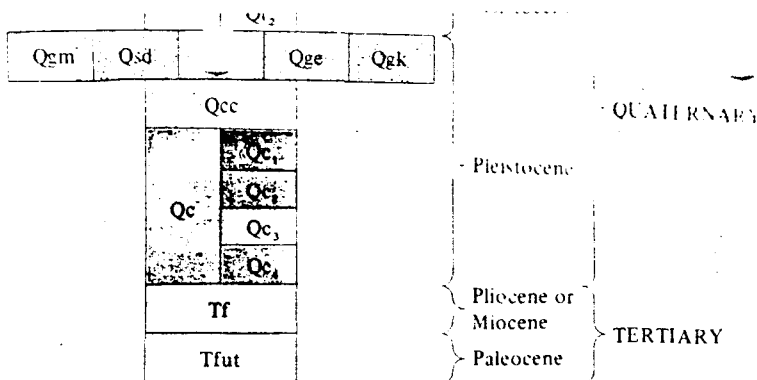 Qgm Qsd Qge Qgk
Qcc
QUATERNARY
Qc₁
Pleistocene
Qc
Qc₂
Qc₃
Qc₄
Tf
Pliocene or
Miocene
TERTIARY
Tfut
Paleocene